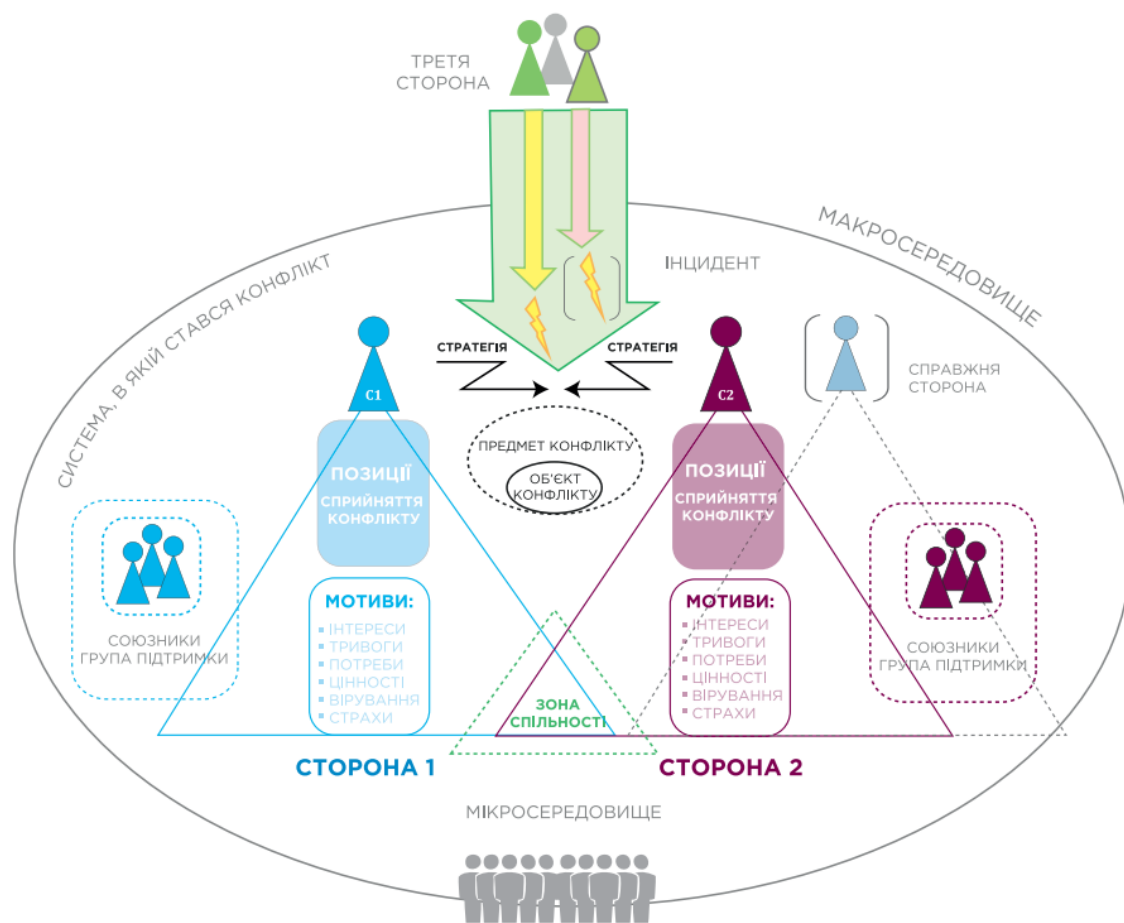 ТРЕТЯ
СТОРОНА
МАКРОСЕРЕДОВИЩЕ
СИСТЕМА, В ЯКІЙ СТАВСЯ КОНФЛІКТ
ІНЦИДЕНТ
СТРАТЕГІЯ
СТРАТЕГІЯ
СПРАВЖНЯ
СТОРОНА
С1
С2
ПРЕДМЕТ КОНФЛІКТУ
ОБ'ЄКТ
КОНФЛІКТУ
ПОЗИЦІЇ
СПРИЙНЯТТЯ
КОНФЛІКТУ
ПОЗИЦІЇ
СПРИЙНЯТТЯ
КОНФЛІКТУ
СОЮЗНИКИ
ГРУПА ПІДТРИМКИ
МОТИВИ:
ІНТЕРЕСИ
ТРИВОГИ
ПОТРЕБИ
ЦІННОСТІ
ВІРУВАННЯ
СТРАХИ
ЗОНА
СПІЛЬНОСТІ
МОТИВИ:
ІНТЕРЕСИ
ТРИВОГИ
ПОТРЕБИ
ЦІННОСТІ
ВІРУВАННЯ
СТРАХИ
СОЮЗНИКИ
ГРУПА ПІДТРИМКИ
СТОРОНА 1
СТОРОНА 2
МІКРОСЕРЕДОВИЩЕ